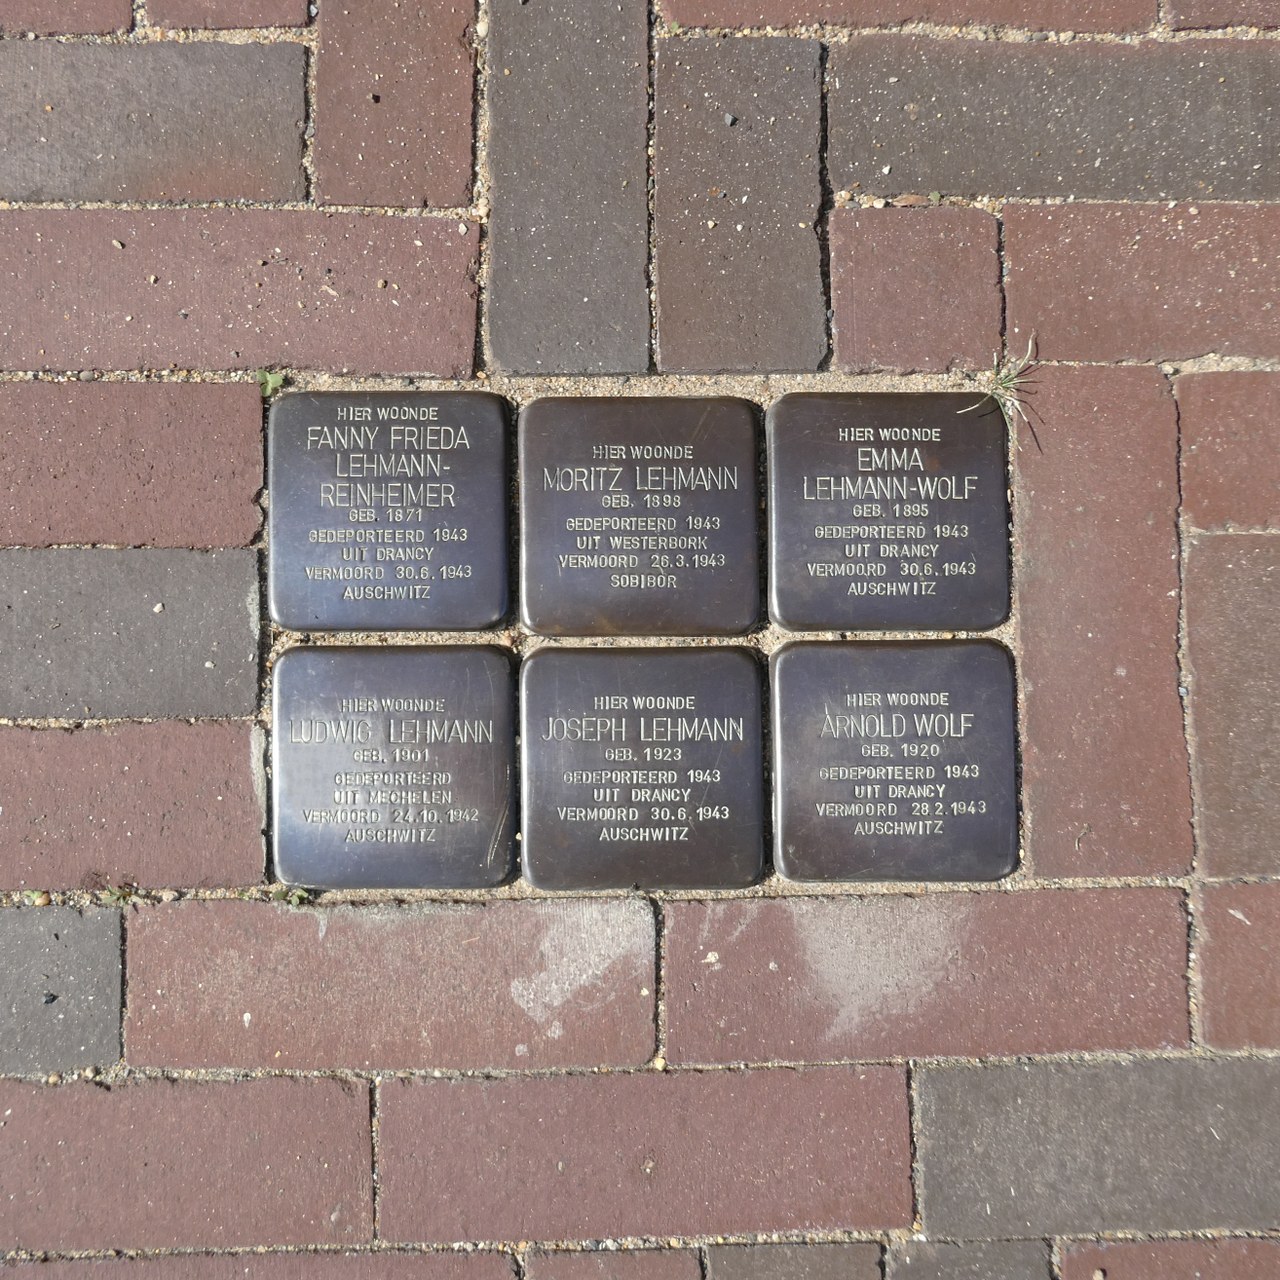 HIER WOONDE
FANNY FRIEDA
LEHMANN-
REINHEIMER
GEB. 1871
GEDEPORTEERD 1943
UIT DRANCY
VERMOORD 30.6.1943
AUSCHWITZ
HIER WOONDE
MORITZ LEHMANN
GEB. 1898
GEDEPORTEERD 1943
UIT WESTERBORK
VERMOORD 26.3.1943
SOBIBOR
HIER WOONDE
EMMA
LEHMANN-WOLF
GEB. 1895
GEDEPORTEERD 1943
UIT DRANCY
VERMOORD 30.6.1943
AUSCHWITZ
HIER WOONDE
LUDWIG LEHMANN
GEB. 1901
GEDEPORTEERD
UIT MECHELEN
VERMOORD 24.10.1942
AUSCHWITZ
HIER WOONDE
JOSEPH LEHMANN
GEB. 1923
GEDEPORTEERD 1943
UIT DRANCY
VERMOORD 30.6.1943
AUSCHWITZ
HIER WOONDE
ARNOLD WOLF
GEB. 1920
GEDEPORTEERD 1943
UIT DRANCY
VERMOORD 28.2.1943
AUSCHWITZ